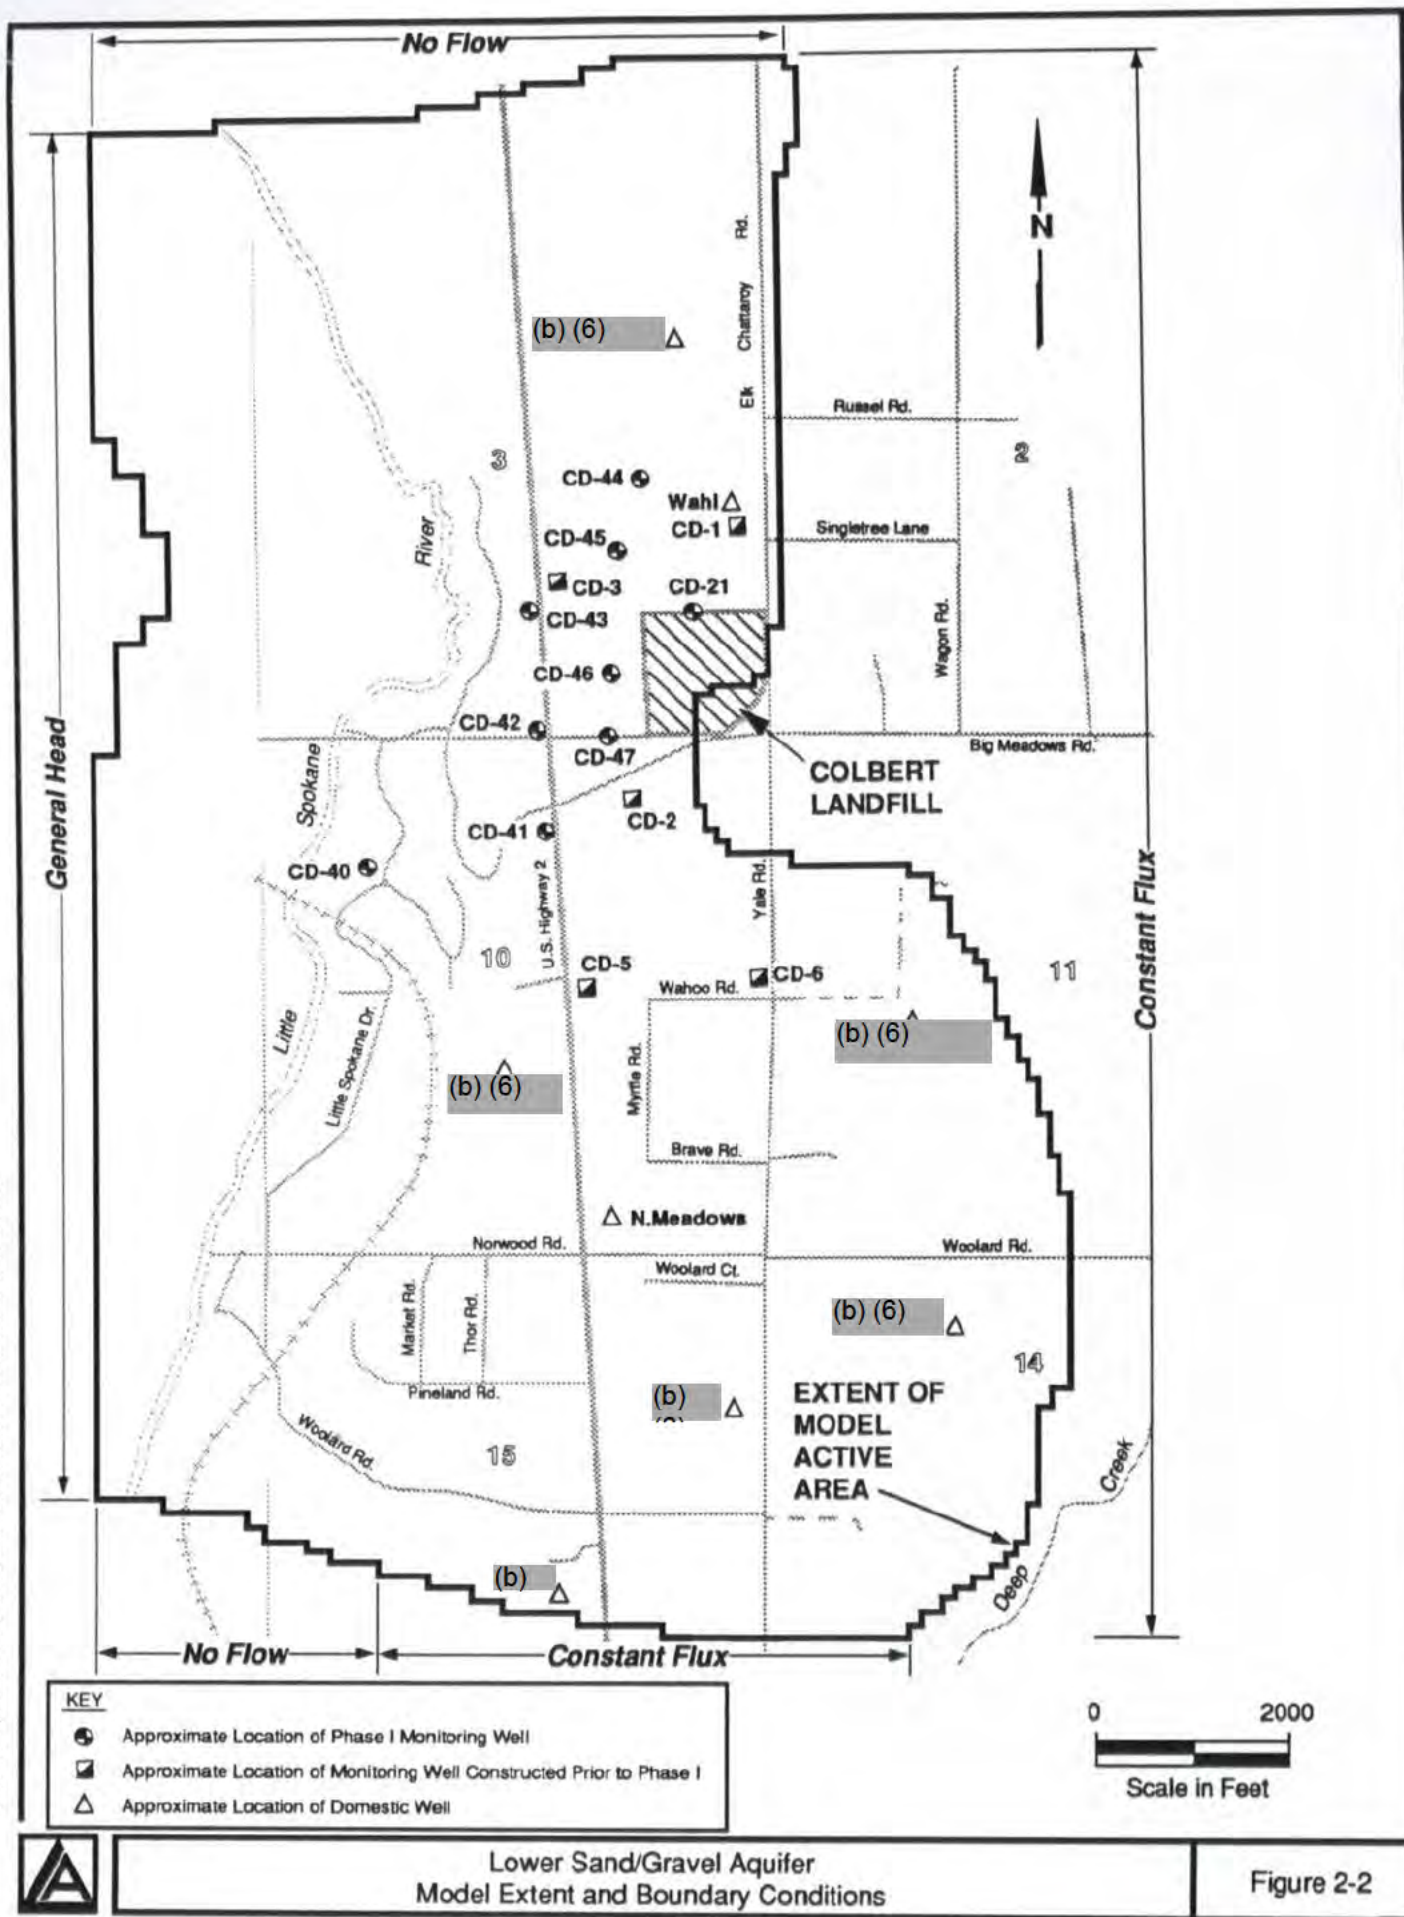 No Flow
N
(b) (6)
Elk Chattaroy Rd.
Russel Rd.
3
2
CD-44
Wahl
CD-1
Singletree Lane
CD-45
River
CD-3
CD-21
CD-43
Wagon Rd.
CD-46
General Head
CD-42
CD-47
Big Meadows Rd.
Spokane
COLBERT
LANDFILL
CD-2
CD-41
CD-40
U.S. Highway 2
Yale Rd.
Constant Flux
10
11
CD-5
CD-6
Wahoo Rd.
Little
Little Spokane Dr.
(b) (6)
(b) (6)
Myrtle Rd.
Brave Rd.
N.Meadows
Norwood Rd.
Woolard Rd.
Woolard Ct.
Market Rd.
Thor Rd.
(b) (6)
14
Pineland Rd.
(b)
EXTENT OF
MODEL
ACTIVE
AREA
Woolard Rd.
15
Creek
Deep
(b)
No Flow
Constant Flux
KEY
Approximate Location of Phase I Monitoring Well
Approximate Location of Monitoring Well Constructed Prior to Phase I
Approximate Location of Domestic Well
0 2000
Scale in Feet
Lower Sand/Gravel Aquifer
Model Extent and Boundary Conditions
Figure 2-2